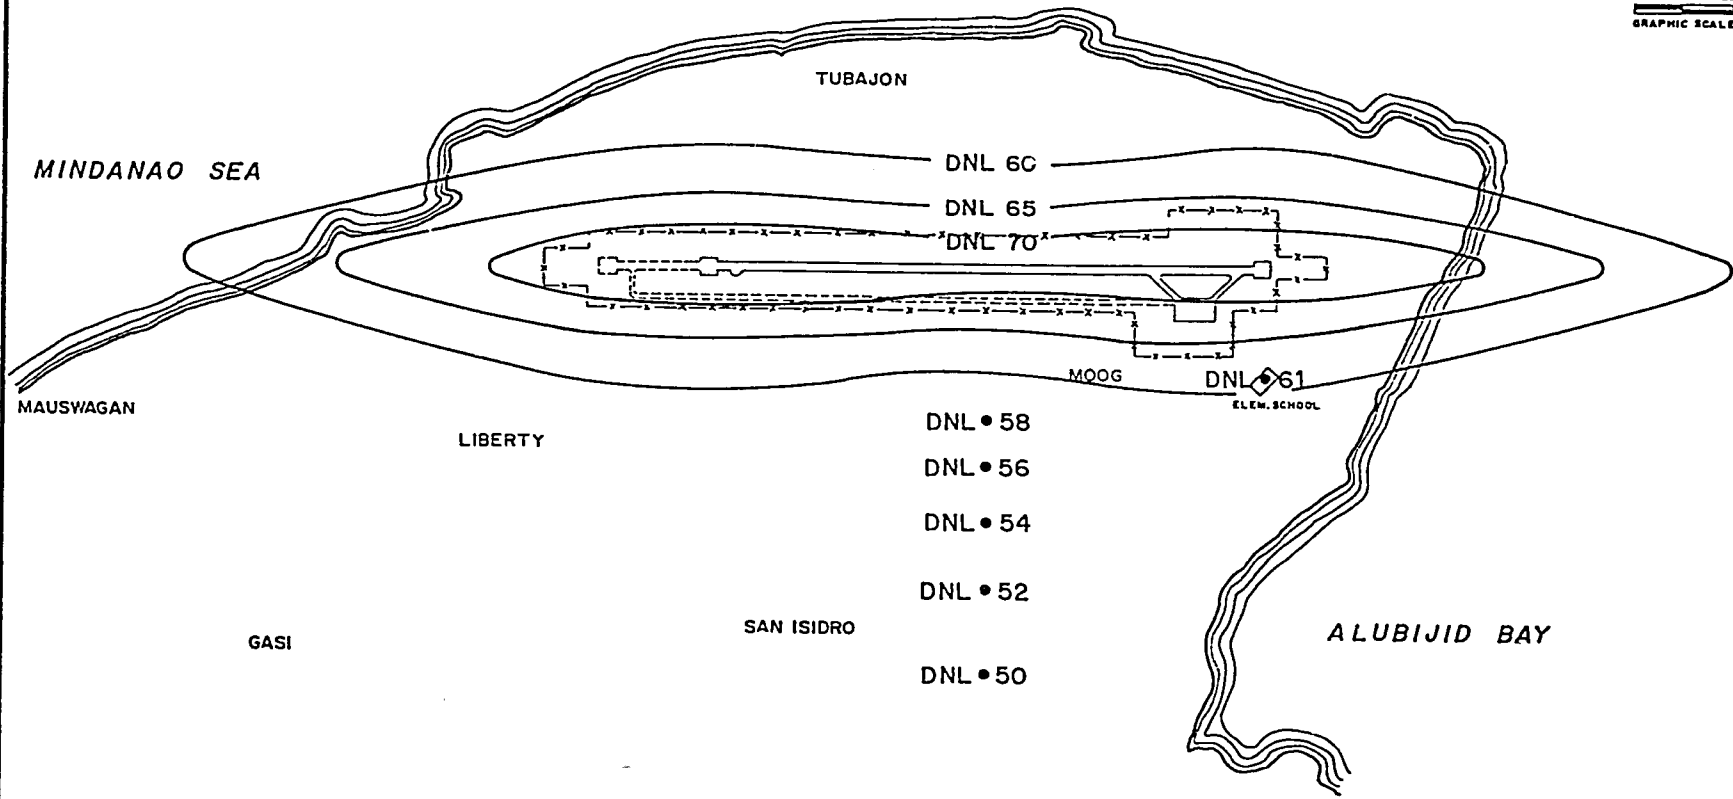 GRAPHIC SCALE
TUBAJON
MINDANAO SEA
DNL 60
DNL 65
DNL 70
MOOG
DNL 61
ELEM. SCHOOL
MAUSWAGAN
LIBERTY
DNL • 58
DNL • 56
DNL • 54
DNL • 52
GASI
SAN ISIDRO
ALUBIJID BAY
DNL • 50